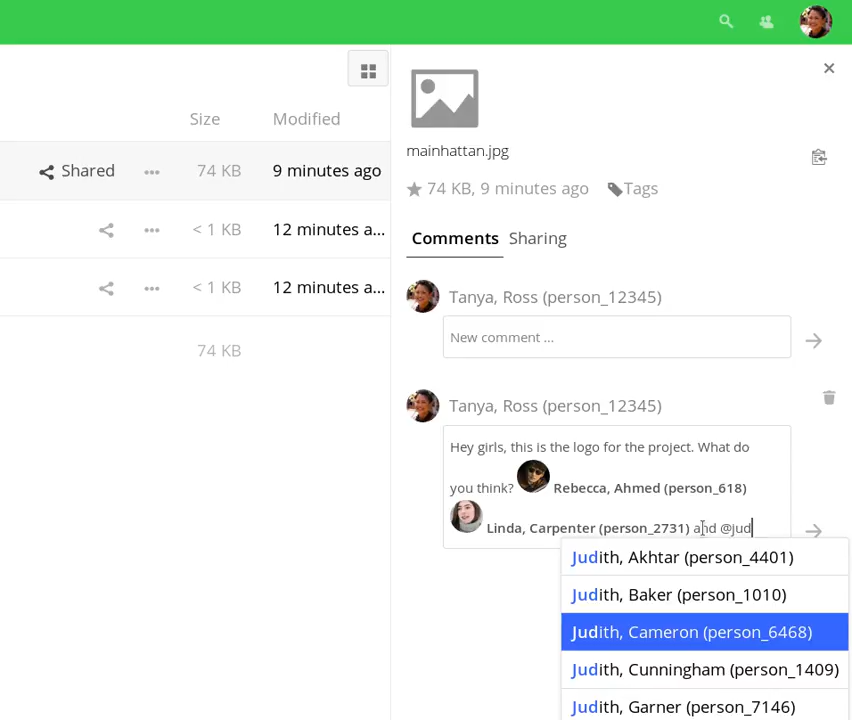 Size Modified
Shared 74 KB 9 minutes ago
< 1 KB 12 minutes a...
< 1 KB 12 minutes a...
74 KB
mainhattan.jpg
74 KB, 9 minutes ago Tags
Comments Sharing
Tanya, Ross (person_12345)
New comment ...
Tanya, Ross (person_12345)
Hey girls, this is the logo for the project. What do
you think? Rebecca, Ahmed (person_618)
Linda, Carpenter (person_2731) and @jud
Judith, Akhtar (person_4401)
Judith, Baker (person_1010)
Judith, Cameron (person_6468)
Judith, Cunningham (person_1409)
Judith, Garner (person_7146)